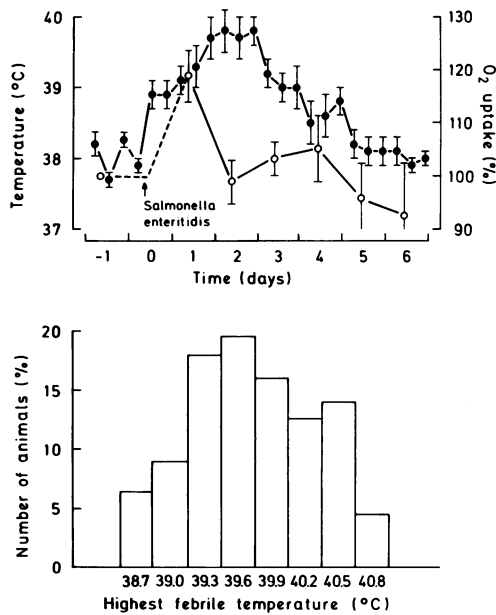 40
39
38
37
Temperature (°C)
130
120
110
100
90
O2 uptake (%)
Salmonella
enteritidis
-1 0 1 2 3 4 5 6
Time (days)
20
15
10
5
0
Number of animals (%)
38.7 39.0 39.3 39.6 39.9 40.2 40.5 40.8
Highest febrile temperature (°C)